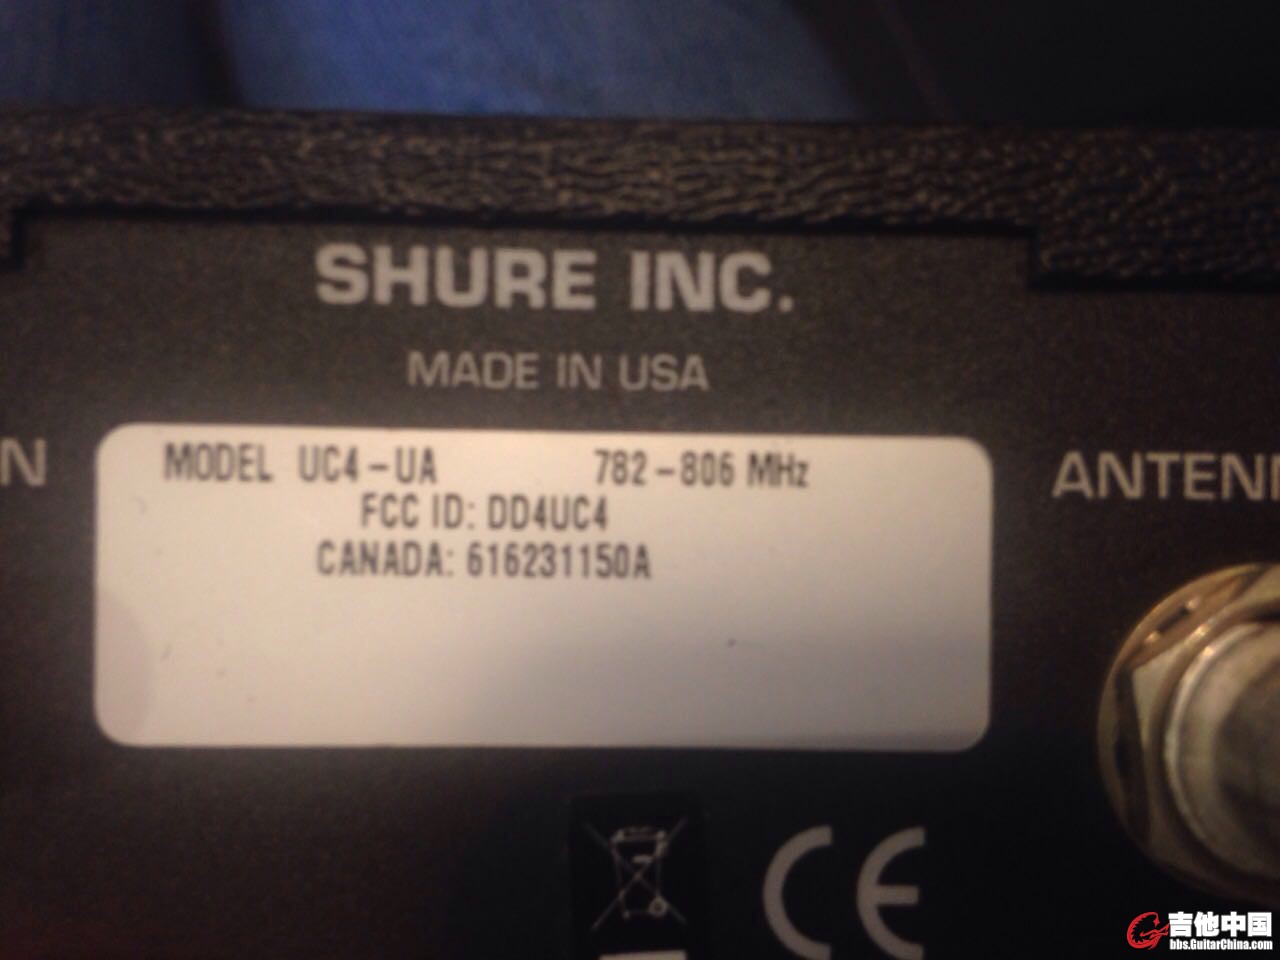 SHURE INC.
MADE IN USA
MODEL UC4-UA 782-806 MHz
FCC ID: DD4UC4
CANADA: 616231150A
N
ANTENN
CE
吉他中国
bbs.GuitarChina.com